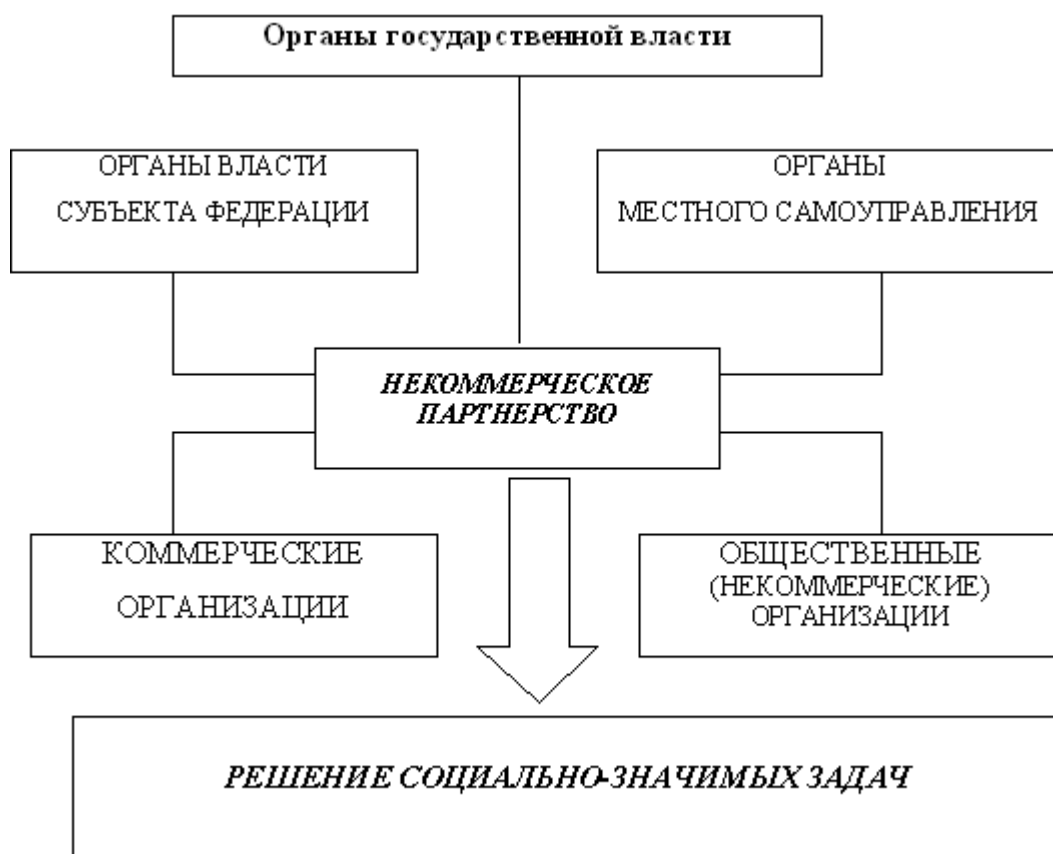 Органы государственной власти
ОРГАНЫ ВЛАСТИ
СУБЪЕКТА ФЕДЕРАЦИИ
ОРГАНЫ
МЕСТНОГО САМОУПРАВЛЕНИЯ
НЕКОММЕРЧЕСКОЕ
ПАРТНЕРСТВО
КОММЕРЧЕСКИЕ
ОРГАНИЗАЦИИ
ОБЩЕСТВЕННЫЕ
(НЕКОММЕРЧЕСКИЕ)
ОРГАНИЗАЦИИ
РЕШЕНИЕ СОЦИАЛЬНО-ЗНАЧИМЫХ ЗАДАЧ